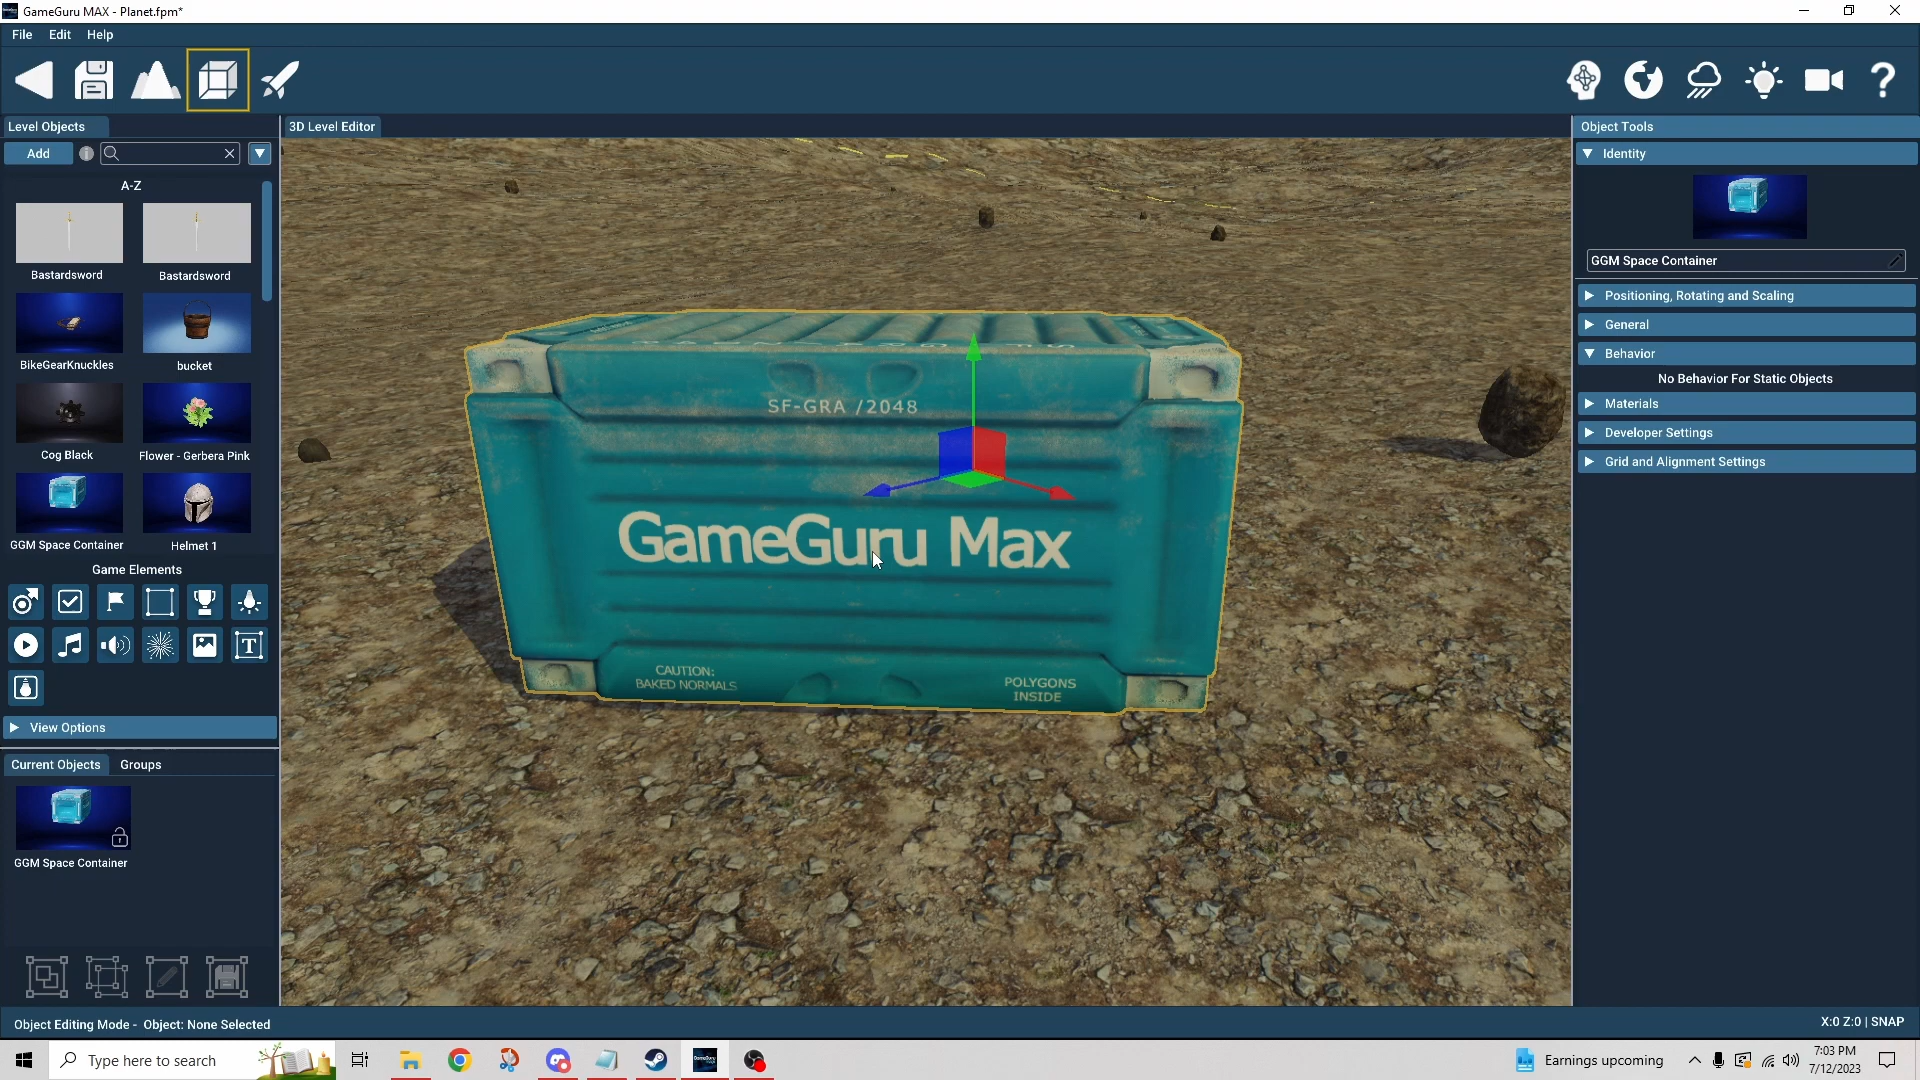 GameGuru MAX - Planet.fpm*
File Edit Help
Level Objects
3D Level Editor
Object Tools
Add
Identity
A-Z
Bastardsword
Bastardsword
BikeGearKnuckles
bucket
Cog Black
Flower - Gerbera Pink
GGM Space Container
Helmet 1
Game Elements
T
View Options
Current Objects
Groups
GGM Space Container
SF-GRA /2048
GameGuru Max
CAUTION:
BAKED NORMALS
POLYGONS
INSIDE
GGM Space Container
Positioning, Rotating and Scaling
General
Behavior
No Behavior For Static Objects
Materials
Developer Settings
Grid and Alignment Settings
Object Editing Mode - Object: None Selected
X:0 Z:0 | SNAP
Type here to search
Earnings upcoming
7:03 PM
7/12/2023